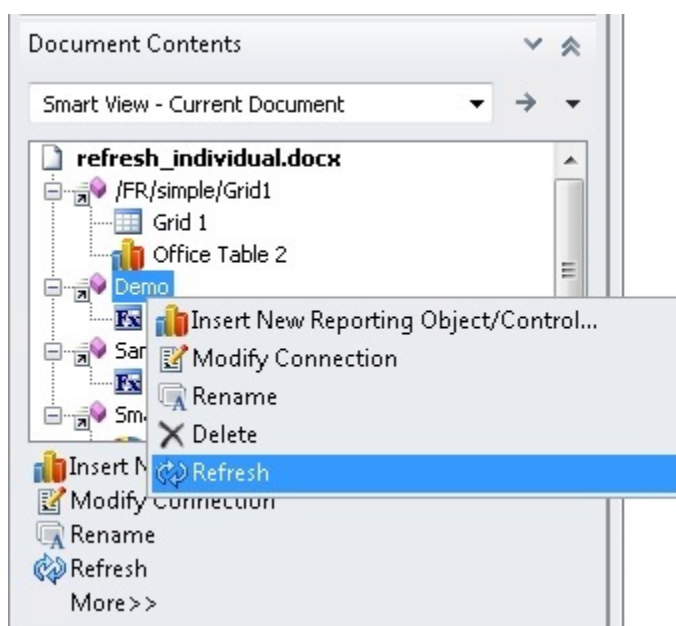 Document Contents
Smart View - Current Document
refresh_individual.docx
/FR/simple/Grid1
Grid 1
Office Table 2
Demo
Fx
Insert New Reporting Object/Control...
San
Modify Connection
Fx
Rename
Sm
Delete
Insert N
Refresh
Modify Connection
Rename
Refresh
More>>